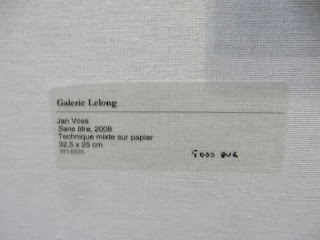 Galerie Lelong
Jan Voss
Sans titre, 2008
Technique mixte sur papier
32.5 x 25 cm
5000 eur